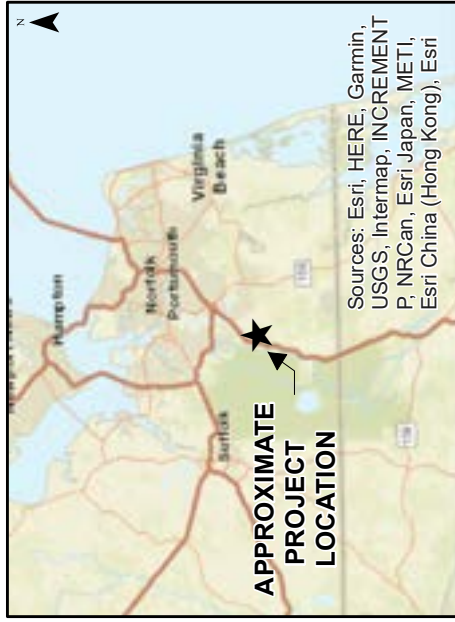 N
Hampton
Norfolk
Portsmouth
Virginia
Beach
Suffolk
APPROXIMATE
PROJECT
LOCATION
Sources: Esri, HERE, Garmin,
USGS, Intermap, INCREMENT
P, NRCan, Esri Japan, METI,
Esri China (Hong Kong), Esri